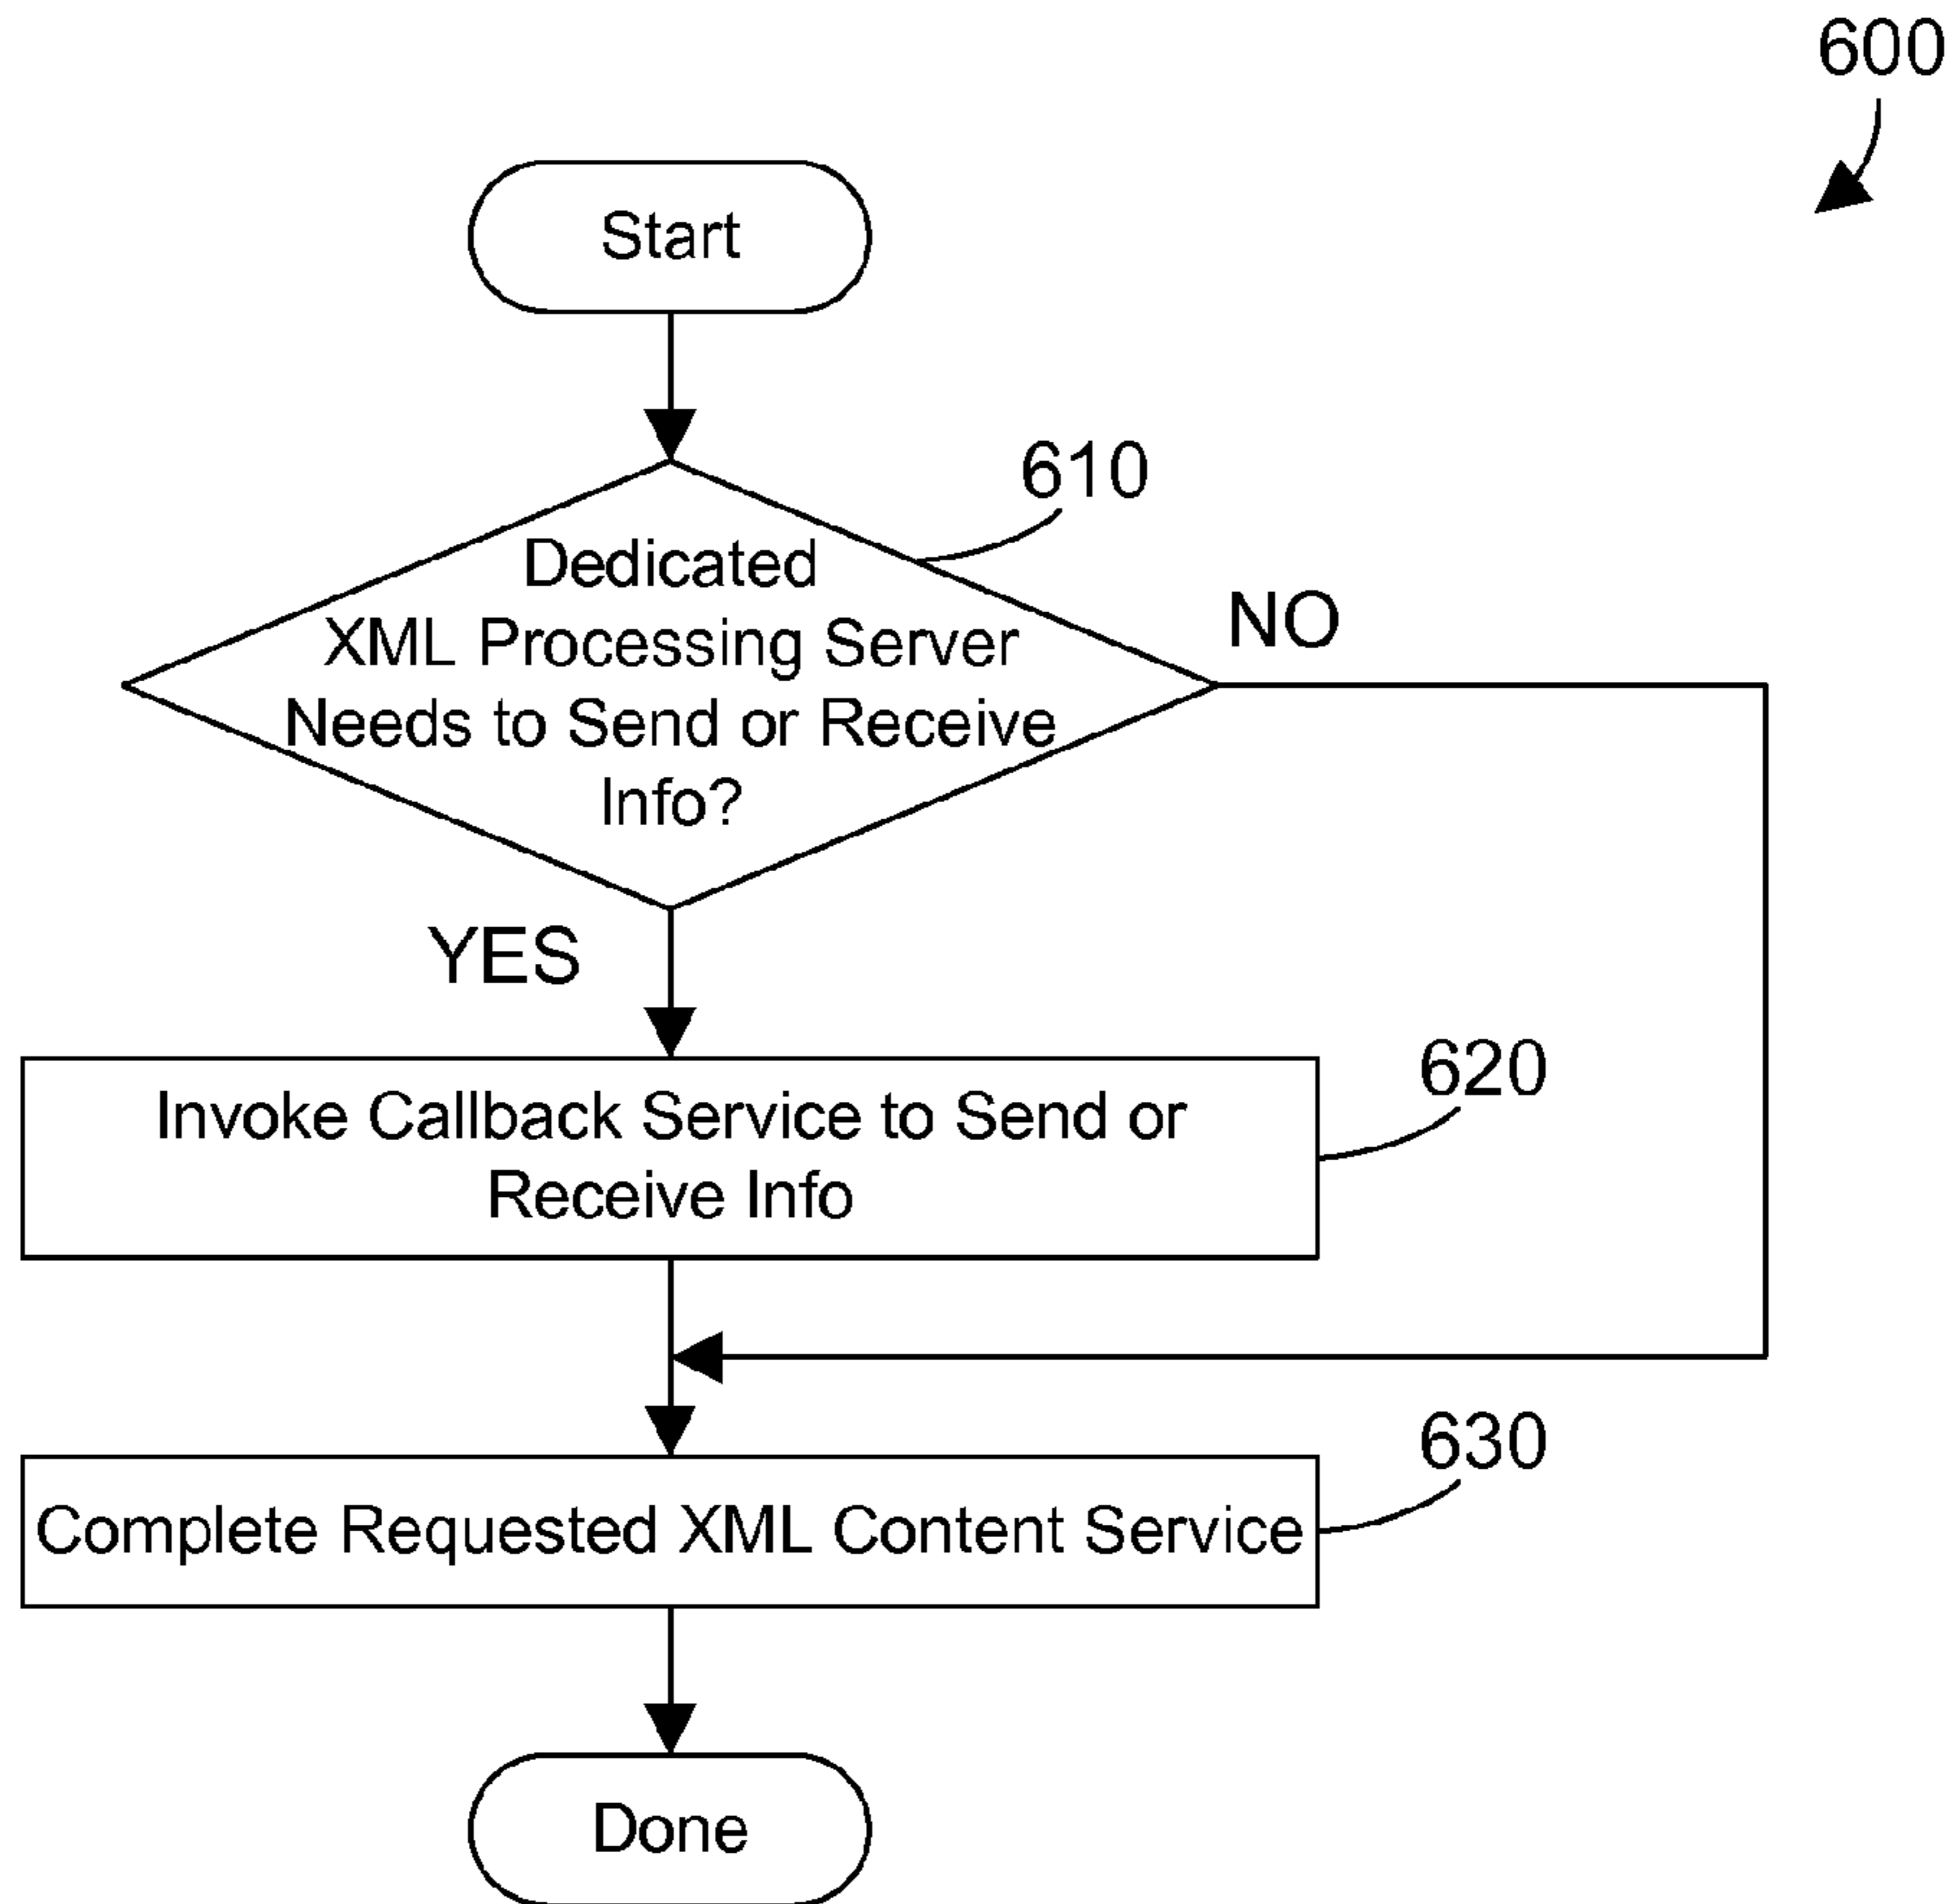 600
Start
610
Dedicated
XML Processing Server
Needs to Send or Receive
Info?
NO
YES
620
Invoke Callback Service to Send or
Receive Info
630
Complete Requested XML Content Service
Done